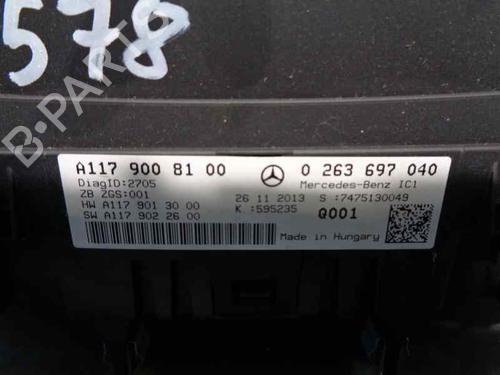 578
B-PARTS
A117 900 81 00
0 263 697 040
DiagID:2705
Mercedes-Benz IC1
ZB ZGS:001
26 11 2013 S :7475130049
HW A117 901 30 00
K :595235 Q001
SW A117 902 26 00
Made in Hungary